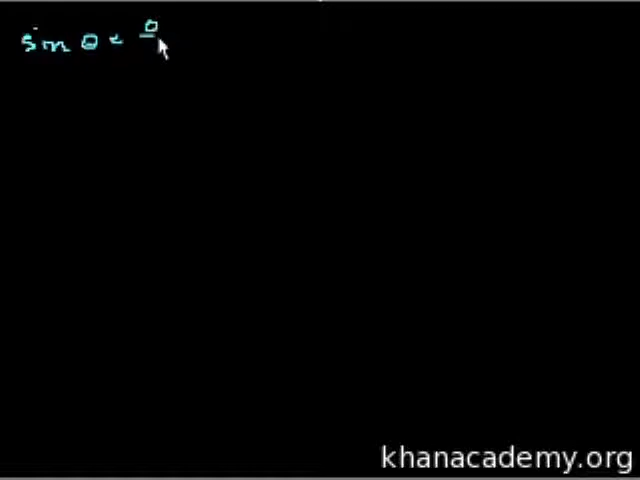 sin θ = o
khanacademy.org